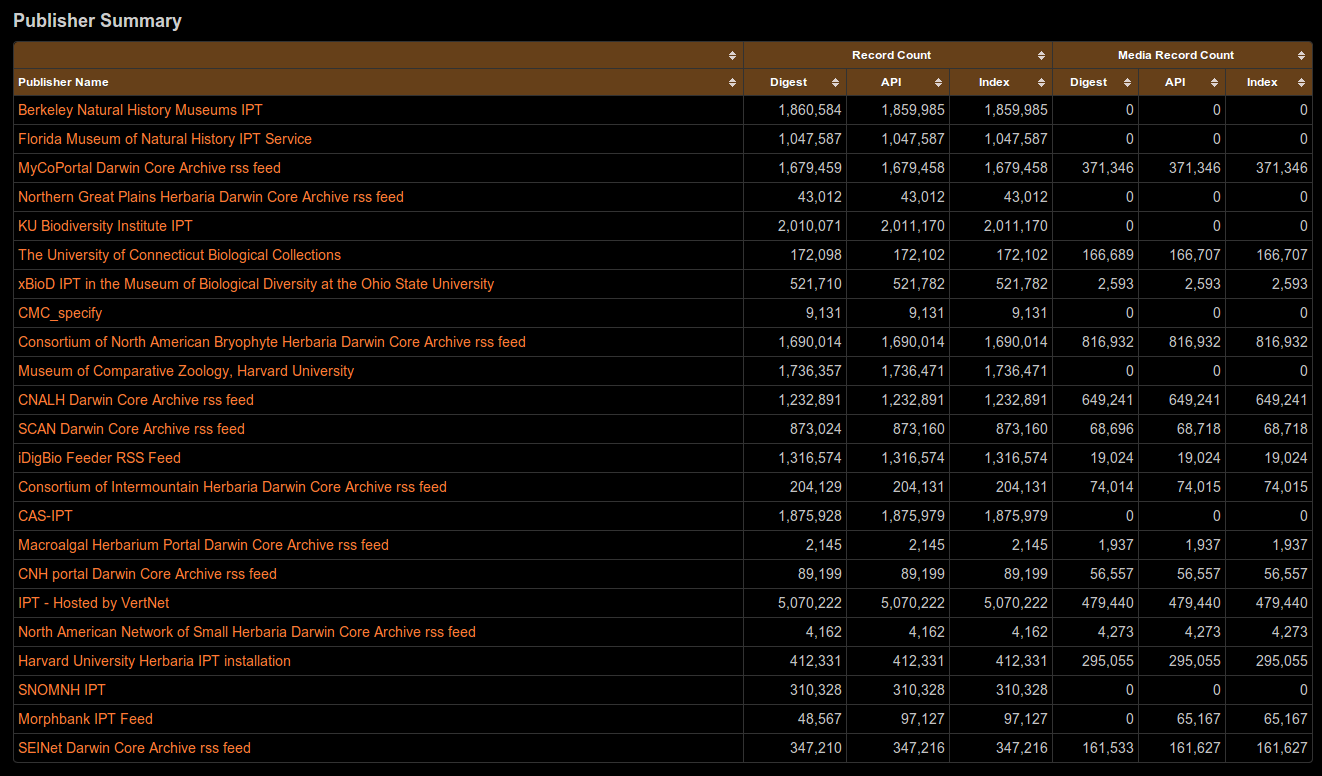 Publisher Summary
Record Count Media Record Count
Publisher Name Digest API Index Digest API Index
Berkeley Natural History Museums IPT 1,860,584 1,859,985 1,859,985 0 0 0
Florida Museum of Natural History IPT Service 1,047,587 1,047,587 1,047,587 0 0 0
MyCoPortal Darwin Core Archive rss feed 1,679,459 1,679,458 1,679,458 371,346 371,346 371,346
Northern Great Plains Herbaria Darwin Core Archive rss feed 43,012 43,012 43,012 0 0 0
KU Biodiversity Institute IPT 2,010,071 2,011,170 2,011,170 0 0 0
The University of Connecticut Biological Collections 172,098 172,102 172,102 166,689 166,707 166,707
xBioD IPT in the Museum of Biological Diversity at the Ohio State University 521,710 521,782 521,782 2,593 2,593 2,593
CMC_specify 9,131 9,131 9,131 0 0 0
Consortium of North American Bryophyte Herbaria Darwin Core Archive rss feed 1,690,014 1,690,014 1,690,014 816,932 816,932 816,932
Museum of Comparative Zoology, Harvard University 1,736,357 1,736,471 1,736,471 0 0 0
CNALH Darwin Core Archive rss feed 1,232,891 1,232,891 1,232,891 649,241 649,241 649,241
SCAN Darwin Core Archive rss feed 873,024 873,160 873,160 68,696 68,718 68,718
iDigBio Feeder RSS Feed 1,316,574 1,316,574 1,316,574 19,024 19,024 19,024
Consortium of Intermountain Herbaria Darwin Core Archive rss feed 204,129 204,131 204,131 74,014 74,015 74,015
CAS-IPT 1,875,928 1,875,979 1,875,979 0 0 0
Macroalgal Herbarium Portal Darwin Core Archive rss feed 2,145 2,145 2,145 1,937 1,937 1,937
CNH portal Darwin Core Archive rss feed 89,199 89,199 89,199 56,557 56,557 56,557
IPT - Hosted by VertNet 5,070,222 5,070,222 5,070,222 479,440 479,440 479,440
North American Network of Small Herbaria Darwin Core Archive rss feed 4,162 4,162 4,162 4,273 4,273 4,273
Harvard University Herbaria IPT installation 412,331 412,331 412,331 295,055 295,055 295,055
SNOMNH IPT 310,328 310,328 310,328 0 0 0
Morphbank IPT Feed 48,567 97,127 97,127 0 65,167 65,167
SEINet Darwin Core Archive rss feed 347,210 347,216 347,216 161,533 161,627 161,627